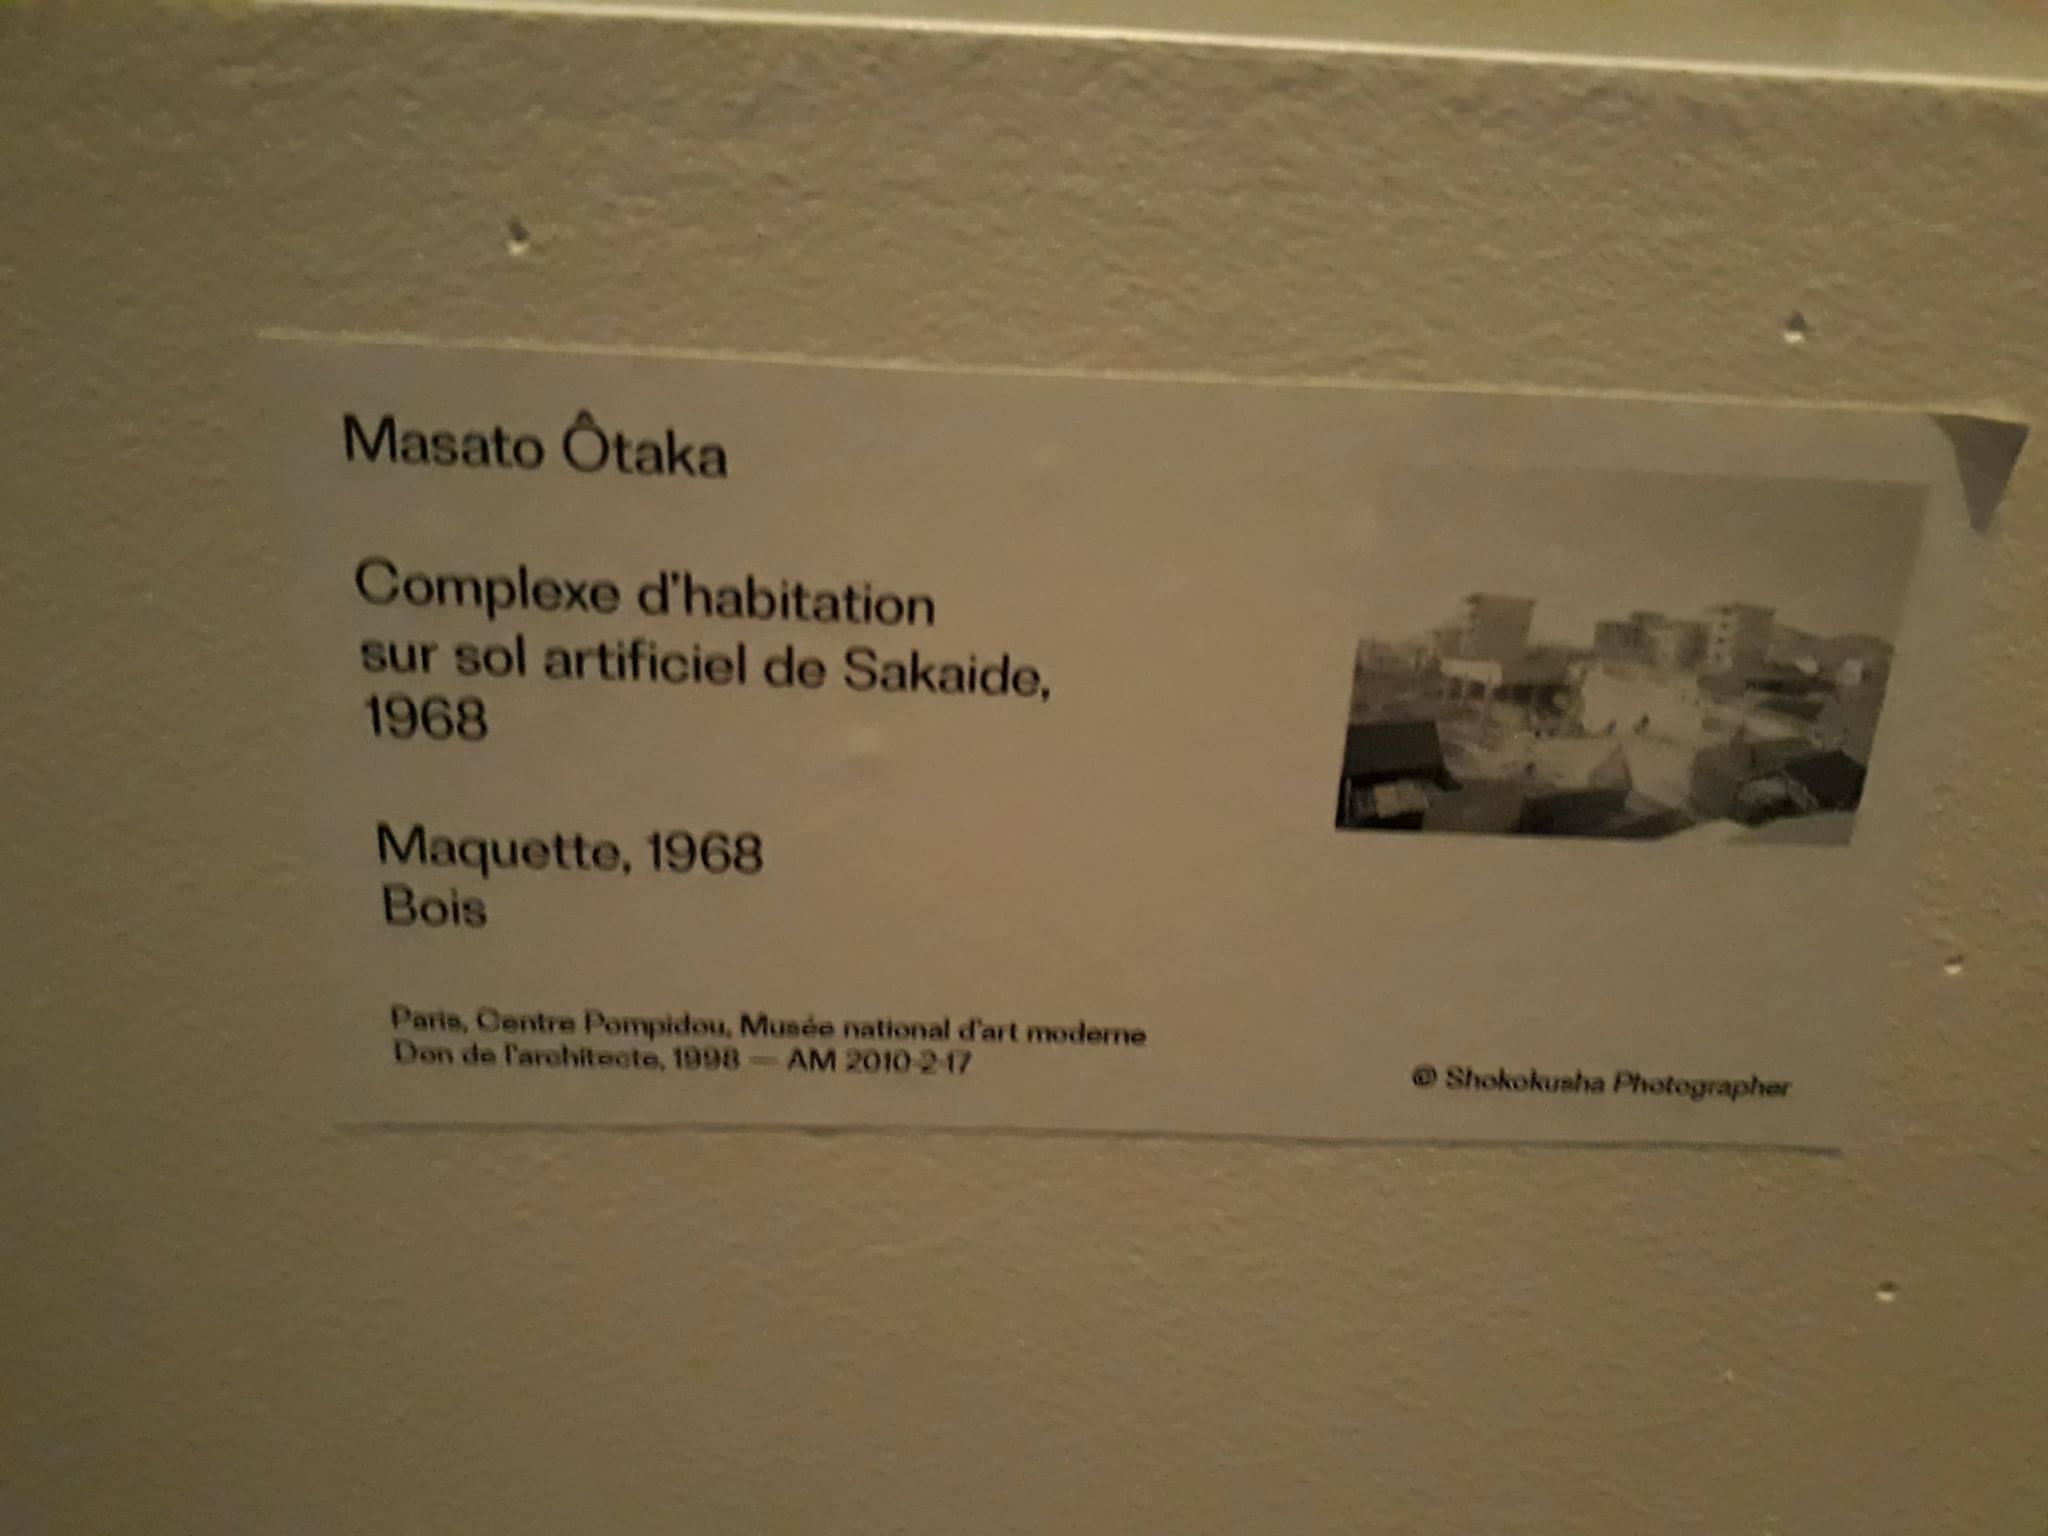 Masato Ôtaka
Complexe d'habitation
sur sol artificiel de Sakaide,
1968
Maquette, 1968
Bois
Paris, Centre Pompidou, Musée national d'art moderne
Don de l'architecte, 1998 — AM 2010-2-17
© Shokokusha Photographer